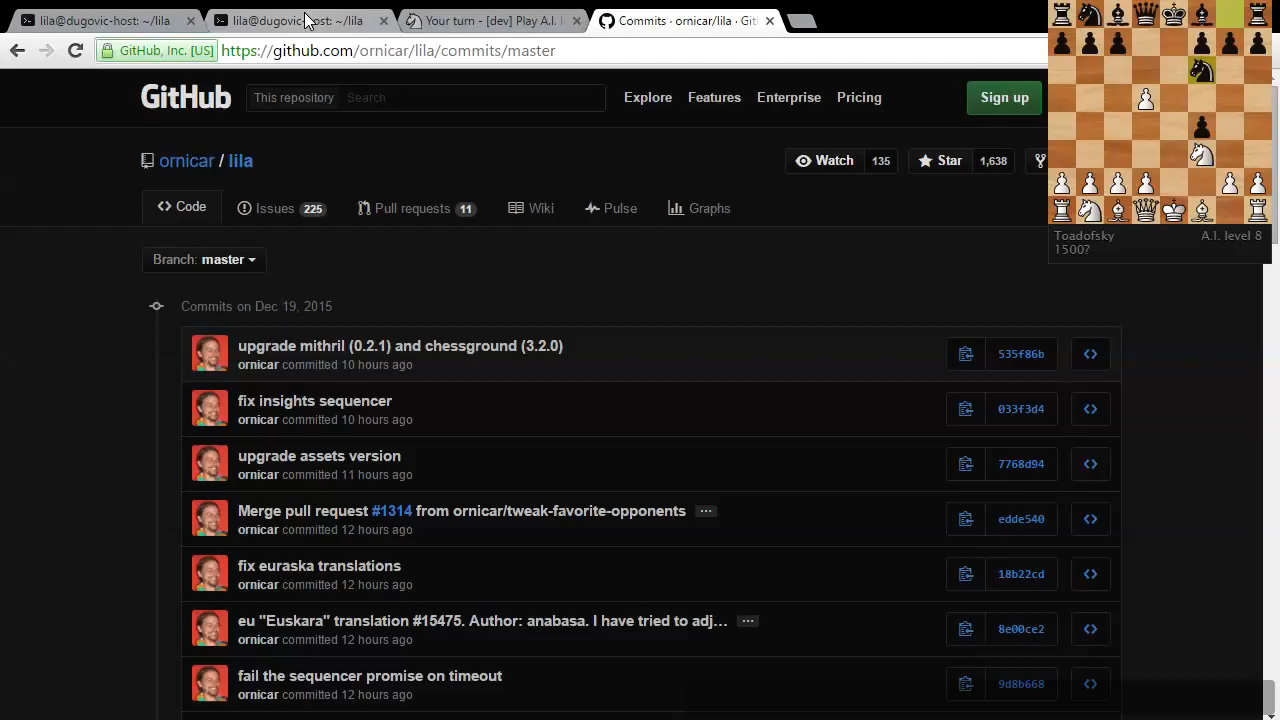 lila@dugovic-host: ~/lila
lila@dugovic-host: ~/lila
Your turn - [dev] Play A.I. l
Commits · ornicar/lila · Git
GitHub, Inc. [US] https://github.com/ornicar/lila/commits/master
GitHub This repository Search Explore Features Enterprise Pricing Sign up
ornicar / lila Watch 135 Star 1,638
Code Issues 225 Pull requests 11 Wiki Pulse Graphs
Toadofsky A.I. level 8
1500?
Branch: master
Commits on Dec 19, 2015
upgrade mithril (0.2.1) and chessground (3.2.0)
ornicar committed 10 hours ago
535f86b
fix insights sequencer
ornicar committed 10 hours ago
033f3d4
upgrade assets version
ornicar committed 11 hours ago
7768d94
Merge pull request #1314 from ornicar/tweak-favorite-opponents ...
ornicar committed 12 hours ago
edde540
fix euraska translations
ornicar committed 12 hours ago
18b22cd
eu "Euskara" translation #15475. Author: anabasa. I have tried to adj… ...
ornicar committed 12 hours ago
8e00ce2
fail the sequencer promise on timeout
ornicar committed 12 hours ago
9d8b668